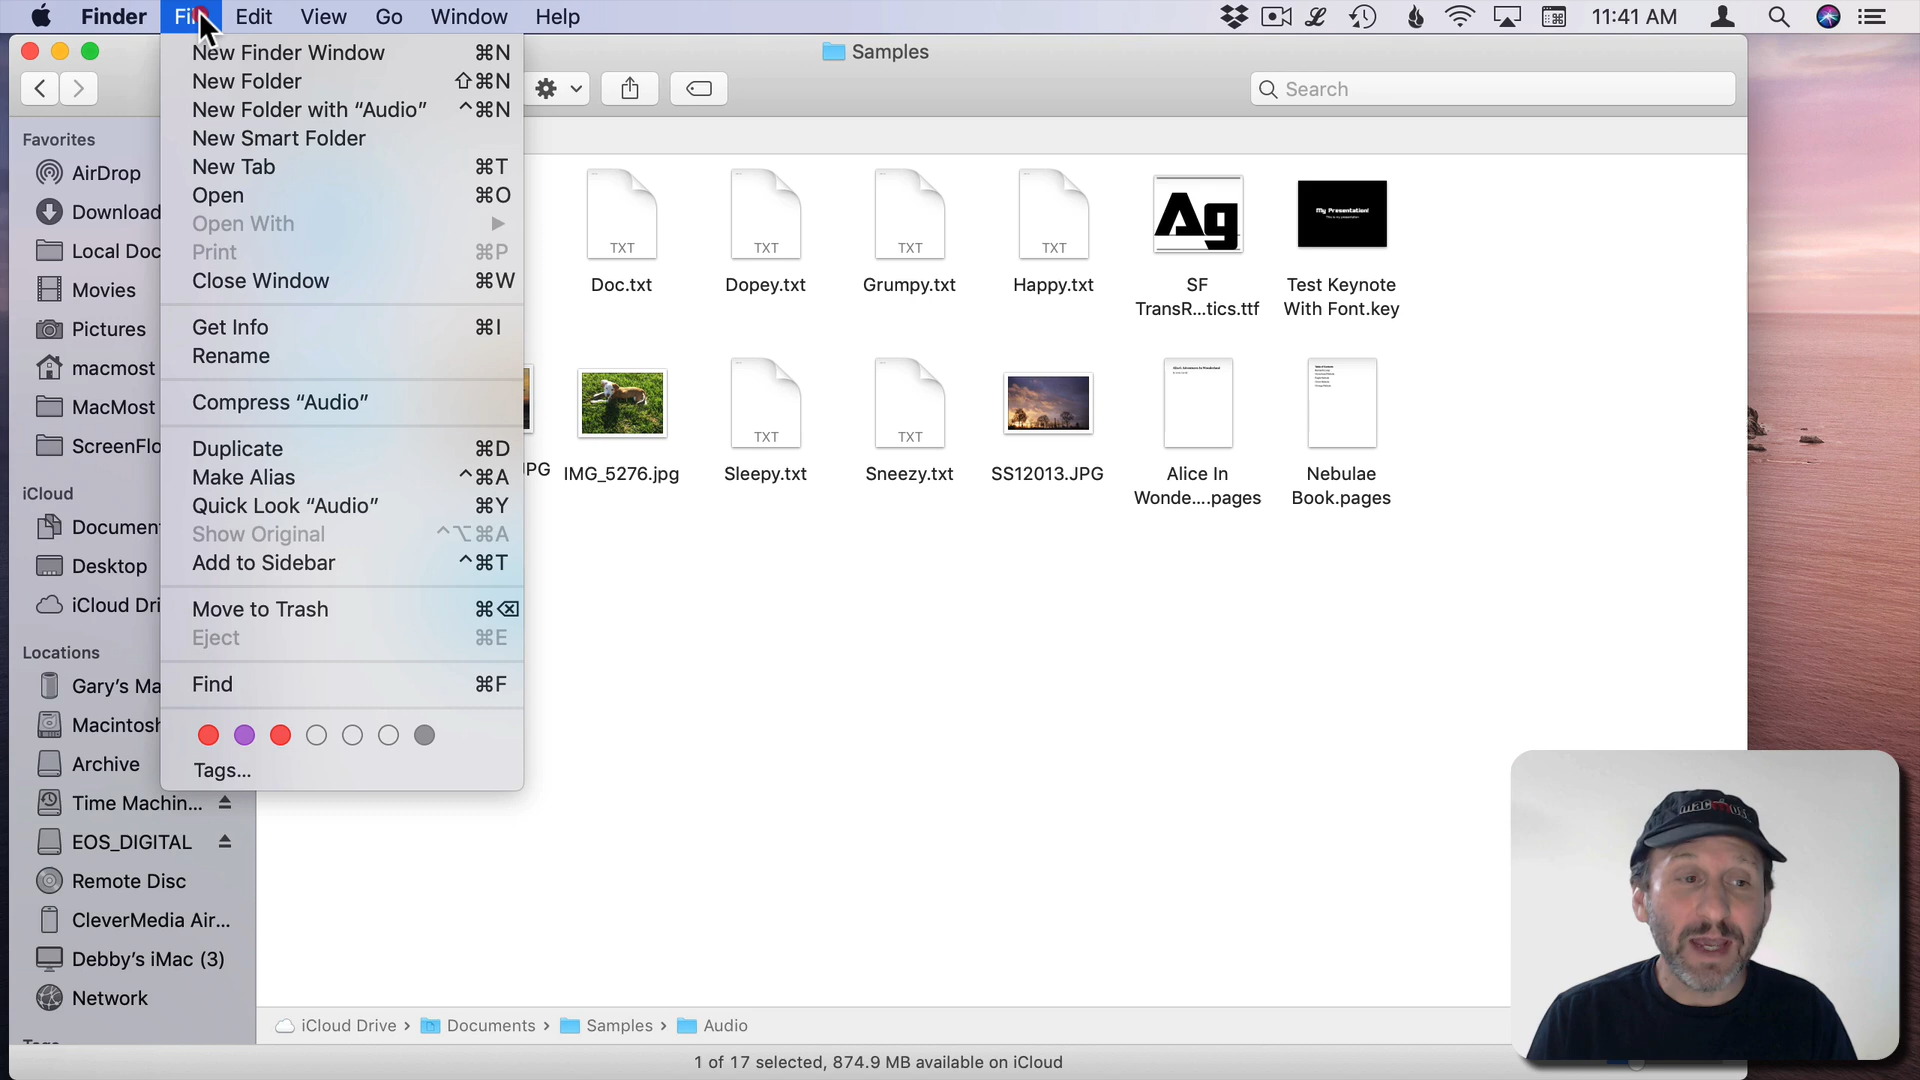 Finder File Edit View Go Window Help 11:41 AM
Samples
Search
New Finder Window ⌘N
New Folder ⇧⌘N
New Folder with “Audio” ^⌘N
New Smart Folder
New Tab ⌘T
Open ⌘O
Open With ▶
Print ⌘P
Close Window ⌘W
Get Info ⌘I
Rename
Compress “Audio”
Duplicate ⌘D
Make Alias ^⌘A
Quick Look “Audio” ⌘Y
Show Original ^⌥⌘A
Add to Sidebar ^⌘T
Move to Trash ⌘⌫
Eject ⌘E
Find ⌘F
Tags...
Favorites
AirDrop
Download
Local Doc
Movies
Pictures
macmost
MacMost
ScreenFlo
iCloud
Documen
Desktop
iCloud Dri
Locations
Gary’s Ma
Macintosh
Archive
Time Machin...
EOS_DIGITAL
Remote Disc
CleverMedia Air...
Debby’s iMac (3)
Network
Tags
TXT TXT TXT TXT Ag My Presentation!
Doc.txt Dopey.txt Grumpy.txt Happy.txt SF TransR...tics.ttf Test Keynote With Font.key
TXT TXT
PG IMG_5276.jpg Sleepy.txt Sneezy.txt SS12013.JPG Alice In Wonde....pages Nebulae Book.pages
iCloud Drive › Documents › Samples › Audio
1 of 17 selected, 874.9 MB available on iCloud